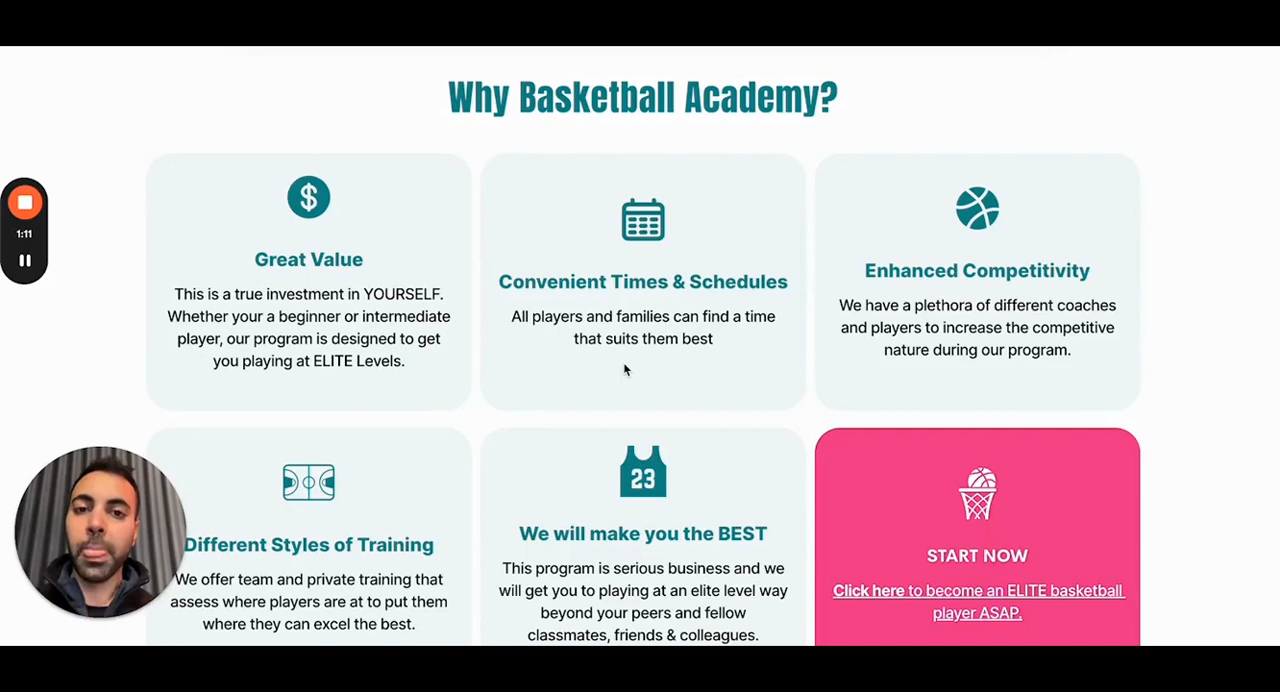 Why Basketball Academy?
Great Value
This is a true investment in YOURSELF.
Whether your a beginner or intermediate
player, our program is designed to get
you playing at ELITE Levels.
Convenient Times & Schedules
All players and families can find a time
that suits them best
Enhanced Competitivity
We have a plethora of different coaches
and players to increase the competitive
nature during our program.
1:11
Different Styles of Training
We offer team and private training that
assess where players are at to put them
where they can excel the best.
23
We will make you the BEST
This program is serious business and we
will get you to playing at an elite level way
beyond your peers and fellow
classmates, friends & colleagues.
START NOW
Click here to become an ELITE basketball
player ASAP.